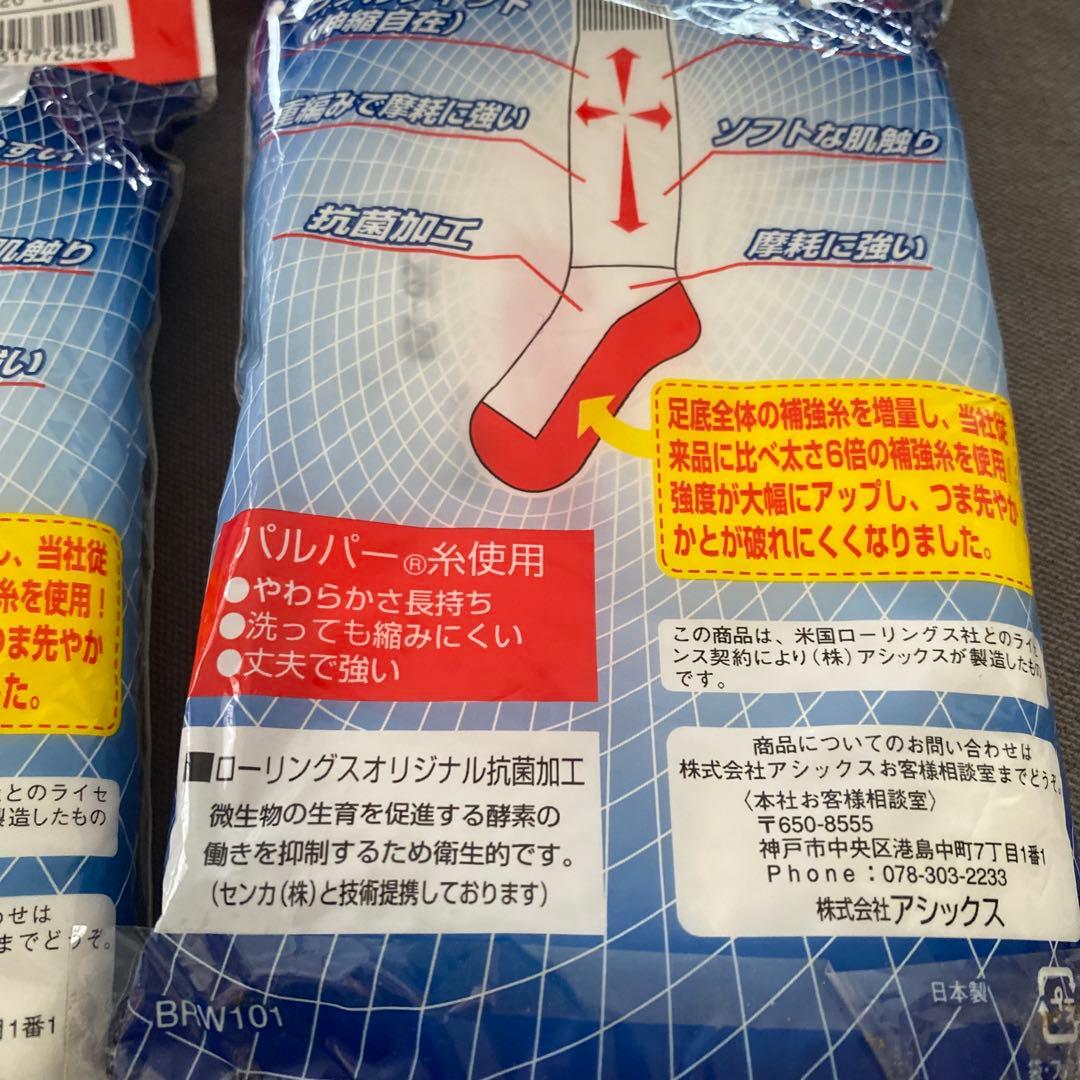 317 724259
すい
肌触り
い
し、当社従
糸を使用！
つま先やか
た。
とのライセ
製造したもの
わせは
までどうぞ。
1番1
(伸縮自在)
重編みで摩耗に強い
ソフトな肌触り
抗菌加工
摩耗に強い
足底全体の補強糸を増量し、当社従
来品に比べ太さ6倍の補強糸を使用！
強度が大幅にアップし、つま先やか
かとが破れにくくなりました。
パルパー®糸使用
●やわらかさ長持ち
●洗っても縮みにくい
●丈夫で強い
この商品は、米国ローリングス社とのライセ
ンス契約により(株)アシックスが製造したもの
です。
■ローリングスオリジナル抗菌加工
微生物の生育を促進する酵素の
働きを抑制するため衛生的です。
(センカ(株)と技術提携しております)
商品についてのお問い合わせは
株式会社アシックスお客様相談室までどうぞ。
〈本社お客様相談室〉
〒650-8555
神戸市中央区港島中町7丁目1番1
Phone：078-303-2233
株式会社アシックス
BRW101
日本製